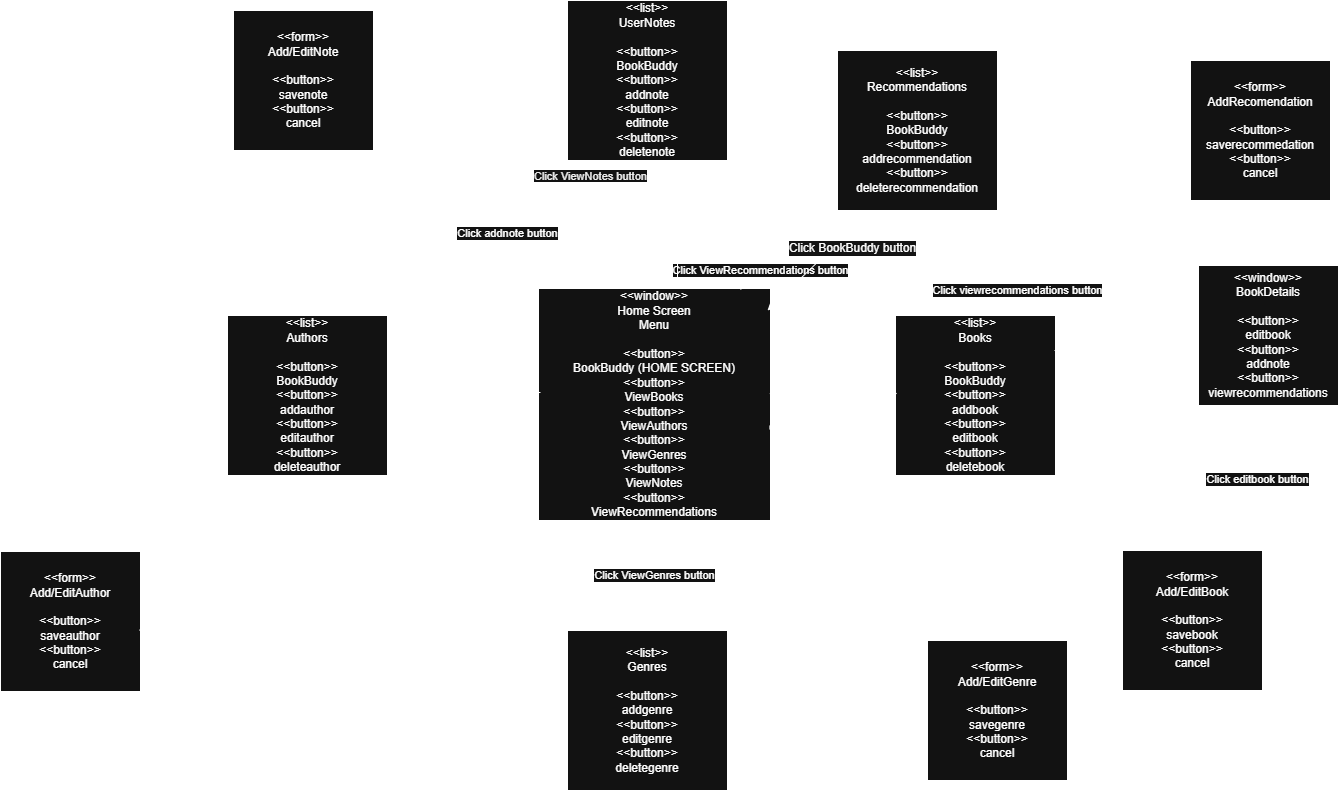 <<form>>
Add/EditNote
<<button>>
savenote
<<button>>
cancel
<<list>>
UserNotes
<<button>>
BookBuddy
<<button>>
addnote
<<button>>
editnote
<<button>>
deletenote
<<list>>
Recommendations
<<button>>
BookBuddy
<<button>>
addrecommendation
<<button>>
deleterecommendation
<<form>>
AddRecomendation
<<button>>
saverecommedation
<<button>>
cancel
Click ViewNotes button
Click addnote button
Click BookBuddy button
Click ViewRecommendations button
Click viewrecommendations button
<<list>>
Authors
<<button>>
BookBuddy
<<button>>
addauthor
<<button>>
editauthor
<<button>>
deleteauthor
<<window>>
Home Screen
Menu
<<button>>
BookBuddy (HOME SCREEN)
<<button>>
ViewBooks
<<button>>
ViewAuthors
<<button>>
ViewGenres
<<button>>
ViewNotes
<<button>>
ViewRecommendations
<<list>>
Books
<<button>>
BookBuddy
<<button>>
addbook
<<button>>
editbook
<<button>>
deletebook
<<window>>
BookDetails
<<button>>
editbook
<<button>>
addnote
<<button>>
viewrecommendations
Click editbook button
<<form>>
Add/EditAuthor
<<button>>
saveauthor
<<button>>
cancel
Click ViewGenres button
<<list>>
Genres
<<button>>
addgenre
<<button>>
editgenre
<<button>>
deletegenre
<<form>>
Add/EditGenre
<<button>>
savegenre
<<button>>
cancel
<<form>>
Add/EditBook
<<button>>
savebook
<<button>>
cancel